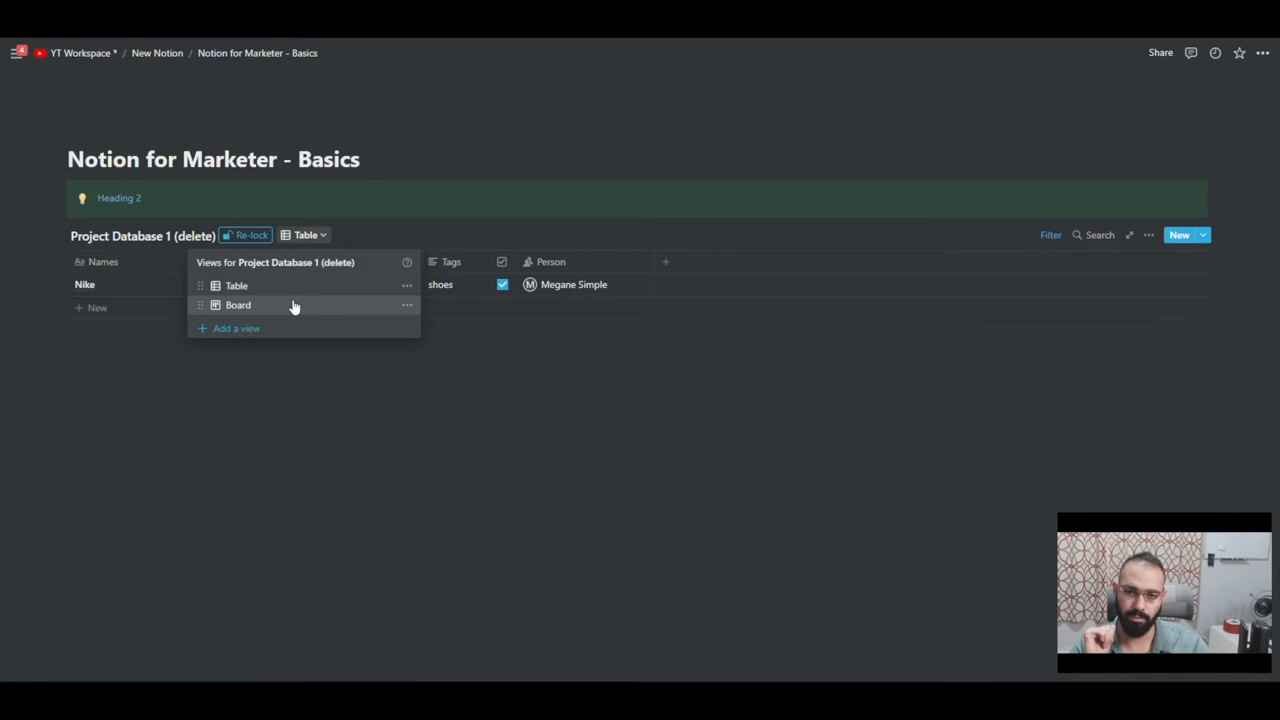 4 YT Workspace * / New Notion / Notion for Marketer - Basics Share
Notion for Marketer - Basics
Heading 2
Project Database 1 (delete) Re-lock Table Filter Search New
Aa Names Tags Person
Views for Project Database 1 (delete)
Nike shoes M Megane Simple
Table
Board
+ New
Add a view